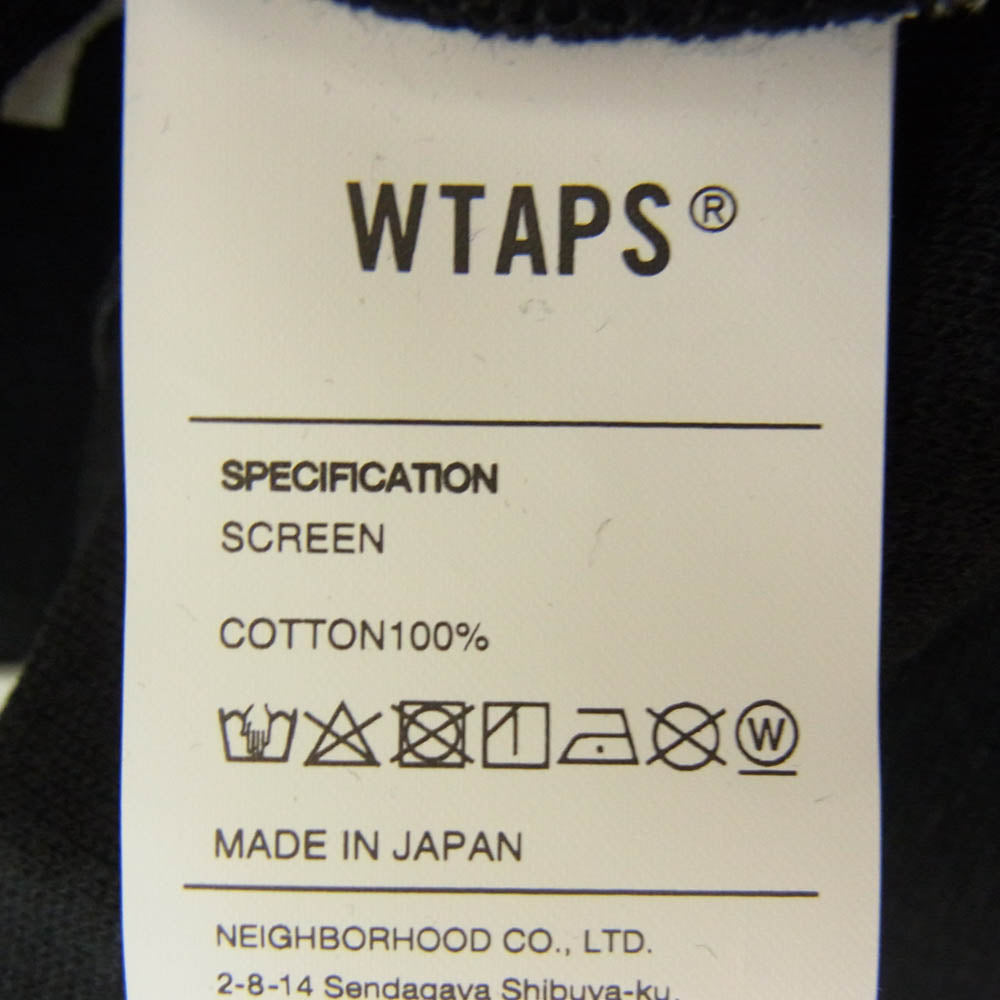 WTAPS®
SPECIFICATION
SCREEN
COTTON100%
W
MADE IN JAPAN
NEIGHBORHOOD CO., LTD.
2-8-14 Sendagaya Shibuya-ku,